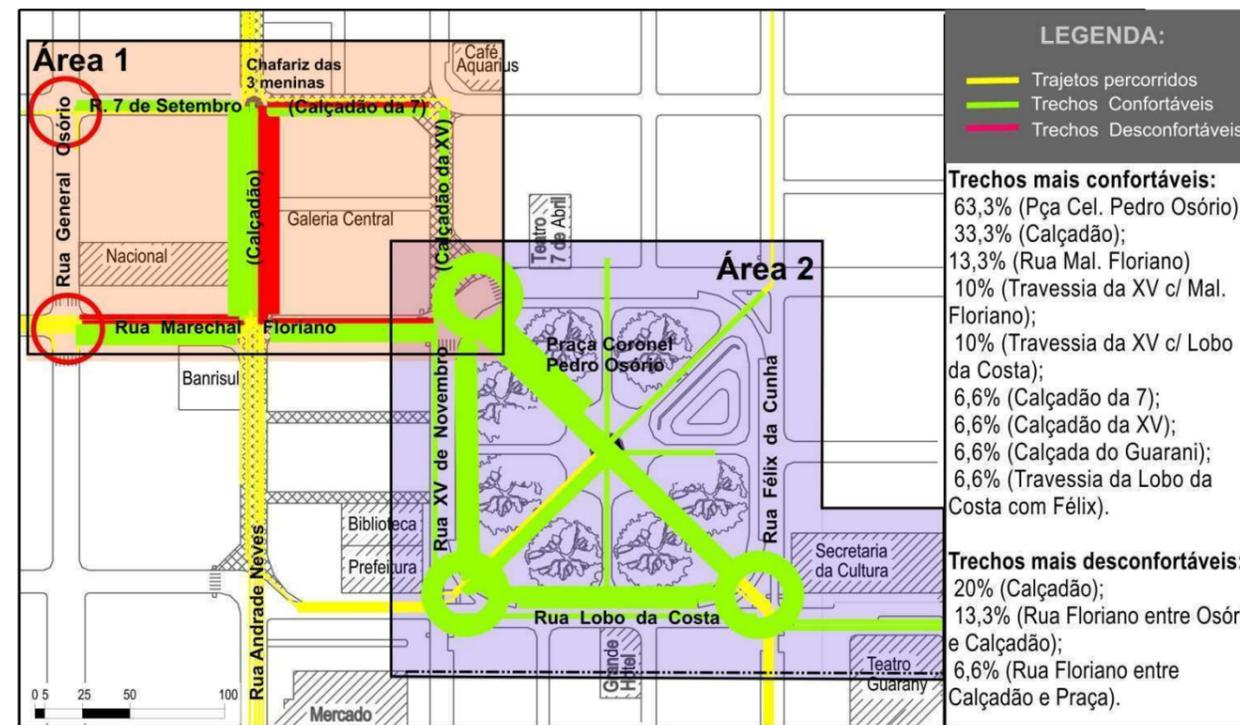 Área 1
Chafariz das
3 meninas
Café
Aquarius
R. 7 de Setembro
(Calçadão da 7)
Rua General Osório
(Calçadão)
(Calçadão da XV)
Galeria Central
Nacional
Teatro
7 de Abril
Rua Marechal Floriano
Área 2
Praça Coronel
Pedro Osório
Banrisul
Rua XV de Novembro
Rua Félix da Cunha
Biblioteca
Prefeitura
Secretaria
da Cultura
Rua Andrade Neves
Rua Lobo da Costa
Grande
Hotel
Teatro
Guarany
Mercado
0 5 25 50 100
LEGENDA:
Trajetos percorridos
Trechos Confortáveis
Trechos Desconfortáveis
Trechos mais confortáveis:
63,3% (Pça Cel. Pedro Osório)
33,3% (Calçadão);
13,3% (Rua Mal. Floriano)
10% (Travessia da XV c/ Mal.
Floriano);
10% (Travessia da XV c/ Lobo
da Costa);
6,6% (Calçadão da 7);
6,6% (Calçadão da XV);
6,6% (Calçada do Guarani);
6,6% (Travessia da Lobo da
Costa com Félix).
Trechos mais desconfortáveis:
20% (Calçadão);
13,3% (Rua Floriano entre Osór
e Calçadão);
6,6% (Rua Floriano entre
Calçadão e Praça).